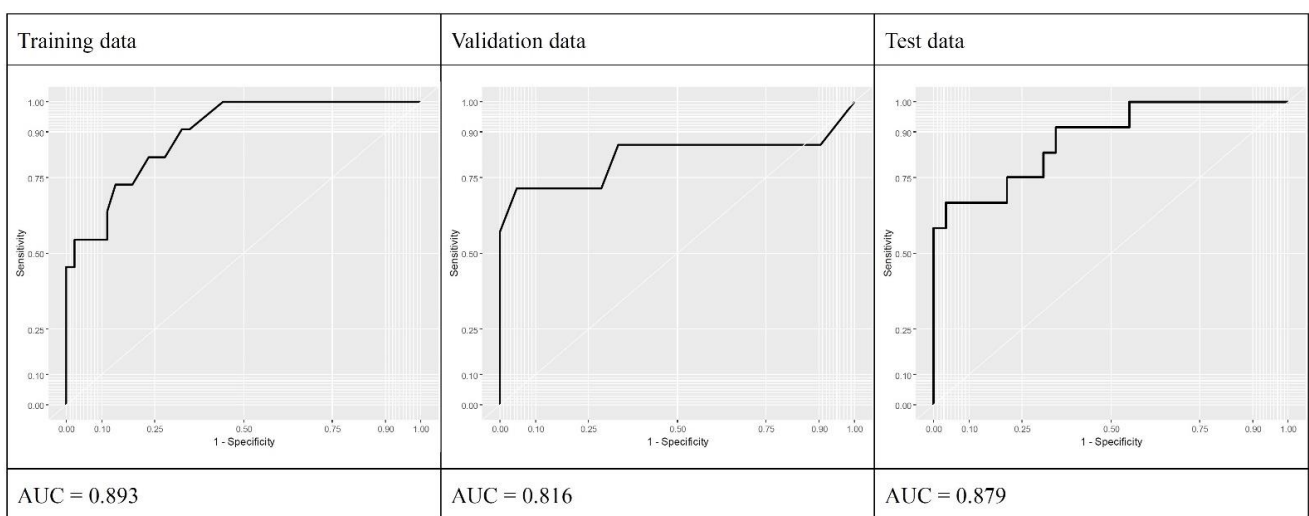 Training data
Validation data
Test data
1.00
0.90
0.75
0.50
0.25
0.10
0.00
Sensitivity
0.00 0.10 0.25 0.50 0.75 0.90 1.00
1 - Specificity
1.00
0.90
0.75
0.50
0.25
0.10
0.00
Sensitivity
0.00 0.10 0.25 0.50 0.75 0.90 1.00
1 - Specificity
1.00
0.90
0.75
0.50
0.25
0.10
0.00
Sensitivity
0.00 0.10 0.25 0.50 0.75 0.90 1.00
1 - Specificity
AUC = 0.893
AUC = 0.816
AUC = 0.879